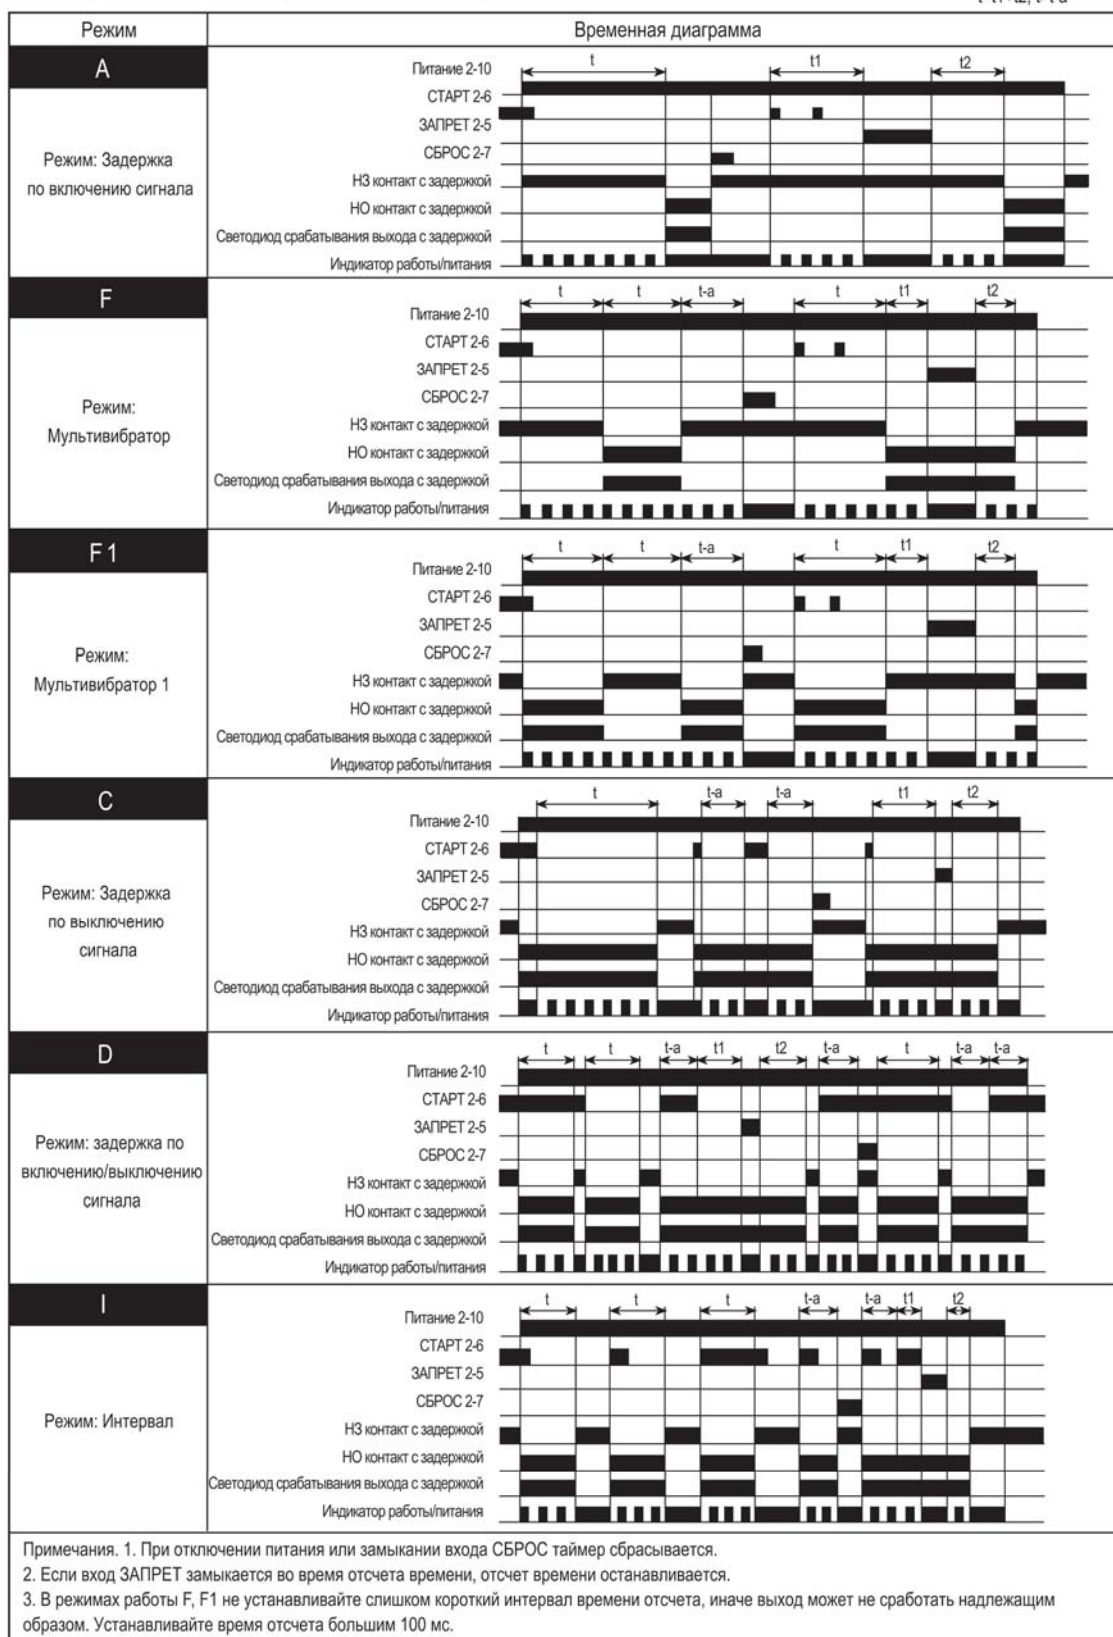 Режим Временная диаграмма
A
Режим: Задержка
по включению сигнала
t t1 t2
Питание 2-10
СТАРТ 2-6
ЗАПРЕТ 2-5
СБРОС 2-7
НЗ контакт с задержкой
НО контакт с задержкой
Светодиод срабатывания выхода с задержкой
Индикатор работы/питания
F
Режим:
Мультивибратор
t t t-a t t1 t2
Питание 2-10
СТАРТ 2-6
ЗАПРЕТ 2-5
СБРОС 2-7
НЗ контакт с задержкой
НО контакт с задержкой
Светодиод срабатывания выхода с задержкой
Индикатор работы/питания
F 1
Режим:
Мультивибратор 1
t t t-a t t1 t2
Питание 2-10
СТАРТ 2-6
ЗАПРЕТ 2-5
СБРОС 2-7
НЗ контакт с задержкой
НО контакт с задержкой
Светодиод срабатывания выхода с задержкой
Индикатор работы/питания
C
Режим: Задержка
по выключению
сигнала
t t-a t-a t1 t2
Питание 2-10
СТАРТ 2-6
ЗАПРЕТ 2-5
СБРОС 2-7
НЗ контакт с задержкой
НО контакт с задержкой
Светодиод срабатывания выхода с задержкой
Индикатор работы/питания
D
Режим: задержка по
включению/выключению
сигнала
t t t-a t1 t2 t-a t t-a t-a
Питание 2-10
СТАРТ 2-6
ЗАПРЕТ 2-5
СБРОС 2-7
НЗ контакт с задержкой
НО контакт с задержкой
Светодиод срабатывания выхода с задержкой
Индикатор работы/питания
I
Режим: Интервал
t t t t-a t-a t1 t2
Питание 2-10
СТАРТ 2-6
ЗАПРЕТ 2-5
СБРОС 2-7
НЗ контакт с задержкой
НО контакт с задержкой
Светодиод срабатывания выхода с задержкой
Индикатор работы/питания
Примечания. 1. При отключении питания или замыкании входа СБРОС таймер сбрасывается.
2. Если вход ЗАПРЕТ замыкается во время отсчета времени, отсчет времени останавливается.
3. В режимах работы F, F1 не устанавливайте слишком короткий интервал времени отсчета, иначе выход может не сработать надлежащим
образом. Устанавливайте время отсчета большим 100 мс.